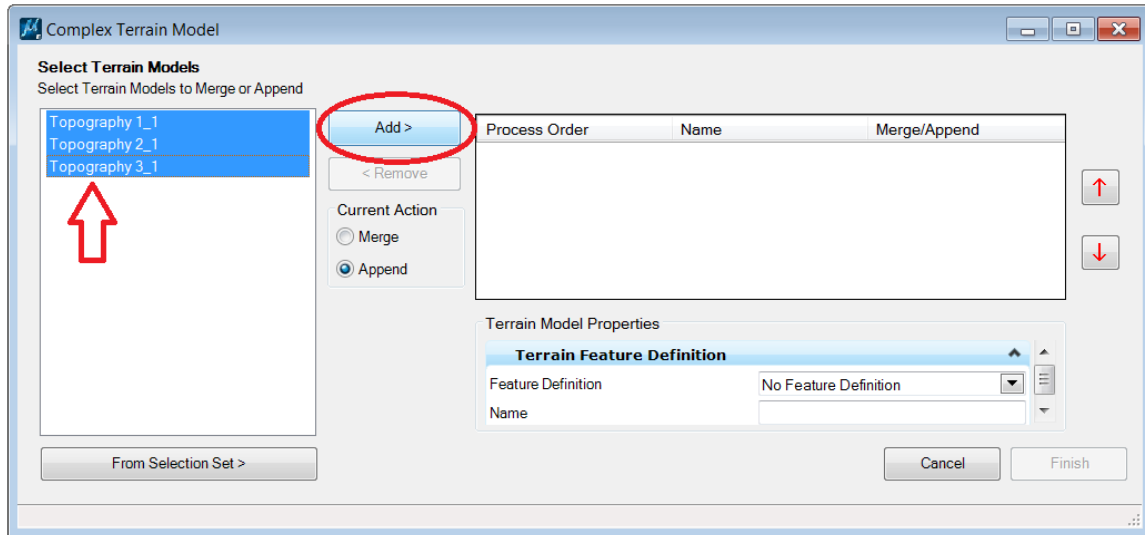 Complex Terrain Model
Select Terrain Models
Select Terrain Models to Merge or Append
Topography 1_1
Topography 2_1
Topography 3_1
Add >
< Remove
Current Action
Merge
Append
Process Order Name Merge/Append
Terrain Model Properties
Terrain Feature Definition
Feature Definition No Feature Definition
Name
From Selection Set >
Cancel Finish